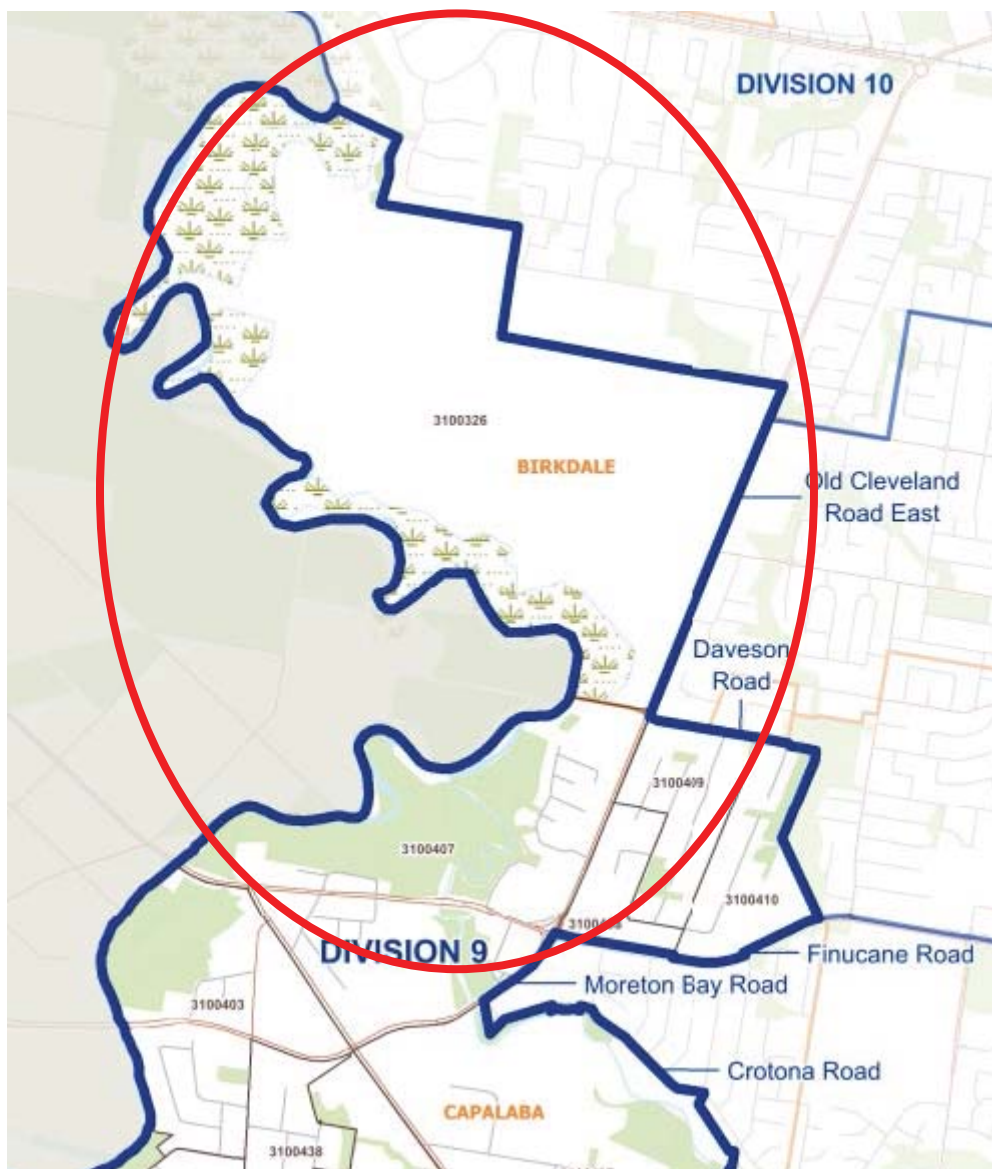 DIVISION 10
3100326
BIRKDALE
Old Cleveland
Road East
Daveson
Road
3100409
3100407
3100410
DIVISION 9
Finucane Road
Moreton Bay Road
3100403
Crotona Road
CAPALABA
3100438